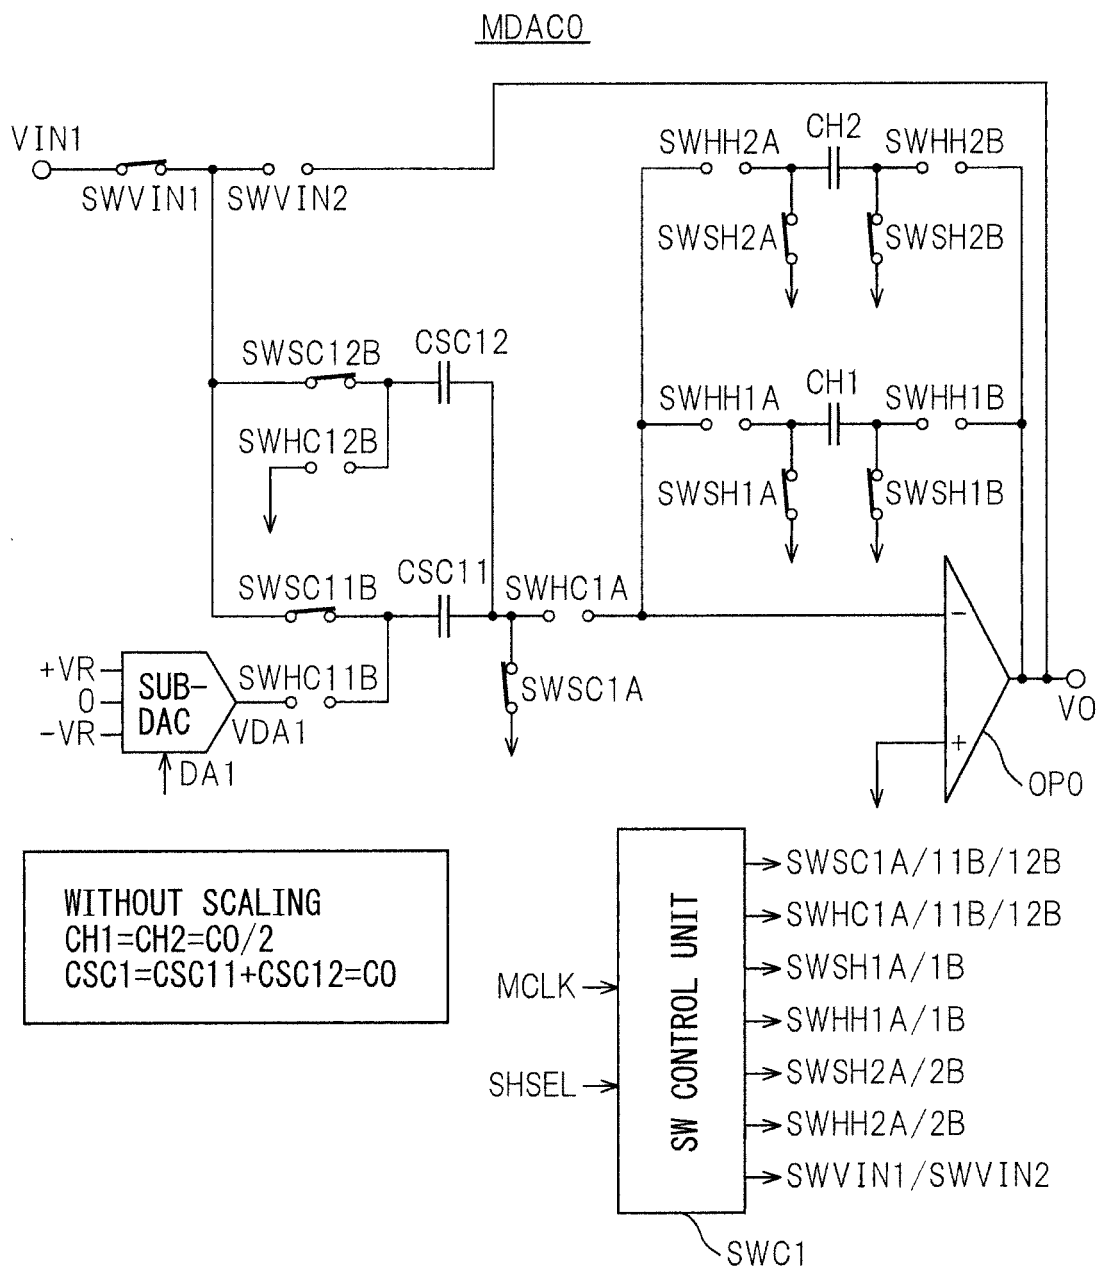 MDAC0
VIN1
SWVIN1
SWVIN2
SWHH2A
CH2
SWHH2B
SWSH2A
SWSH2B
SWSC12B
CSC12
SWHC12B
SWHH1A
CH1
SWHH1B
SWSH1A
SWSH1B
SWSC11B
CSC11
SWHC1A
-
+VR
0
-VR
SUB-
DAC
SWHC11B
VDA1
SWSC1A
DA1
+
VO
OP0
WITHOUT SCALING
CH1=CH2=C0/2
CSC1=CSC11+CSC12=C0
MCLK
SHSEL
SW CONTROL UNIT
SWSC1A/11B/12B
SWHC1A/11B/12B
SWSH1A/1B
SWHH1A/1B
SWSH2A/2B
SWHH2A/2B
SWVIN1/SWVIN2
SWC1